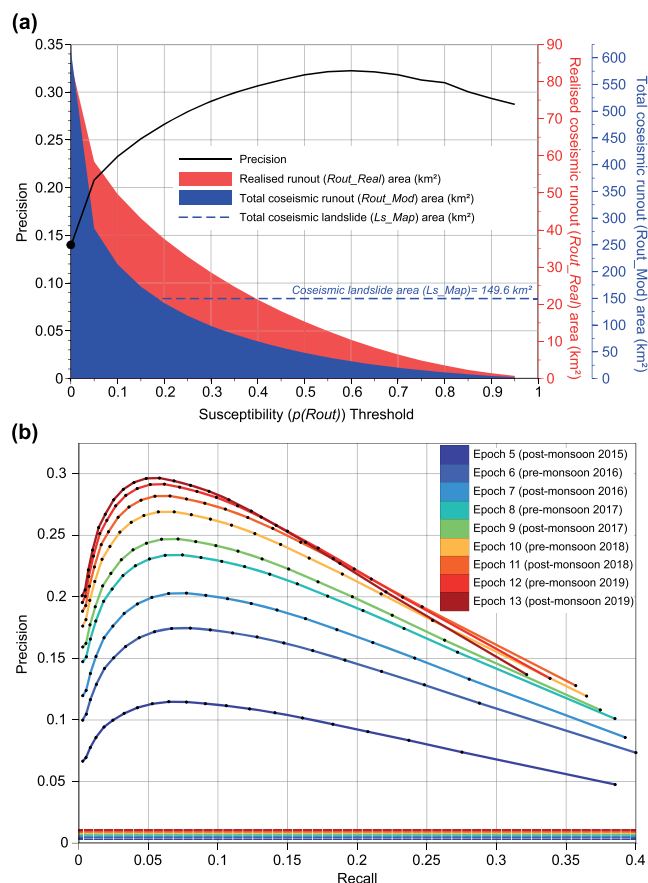 (a)
0.35
0.30
0.25
0.20
0.15
0.10
0.05
0
Precision
0
0.1
0.2
0.3
0.4
0.5
0.6
0.7
0.8
0.9
1
Susceptibility (p(Rout)) Threshold
Precision
Realised runout (Rout_Real) area (km²)
Total coseismic runout (Rout_Mod) area (km²)
Total coseismic landslide (Ls_Map) area (km²)
Coseismic landslide area (Ls_Map)= 149.6 km²
90
80
70
60
50
40
30
20
10
0
Realised coseismic runout (Rout_Real) area (km²)
600
550
500
450
400
350
300
250
200
150
100
50
0
Total coseismic runout (Rout_Mod) area (km²)
(b)
0.3
0.25
0.2
0.15
0.1
0.05
0
Precision
0
0.05
0.1
0.15
0.2
0.25
0.3
0.35
0.4
Recall
Epoch 5 (post-monsoon 2015)
Epoch 6 (pre-monsoon 2016)
Epoch 7 (post-monsoon 2016)
Epoch 8 (pre-monsoon 2017)
Epoch 9 (post-monsoon 2017)
Epoch 10 (pre-monsoon 2018)
Epoch 11 (post-monsoon 2018)
Epoch 12 (pre-monsoon 2019)
Epoch 13 (post-monsoon 2019)